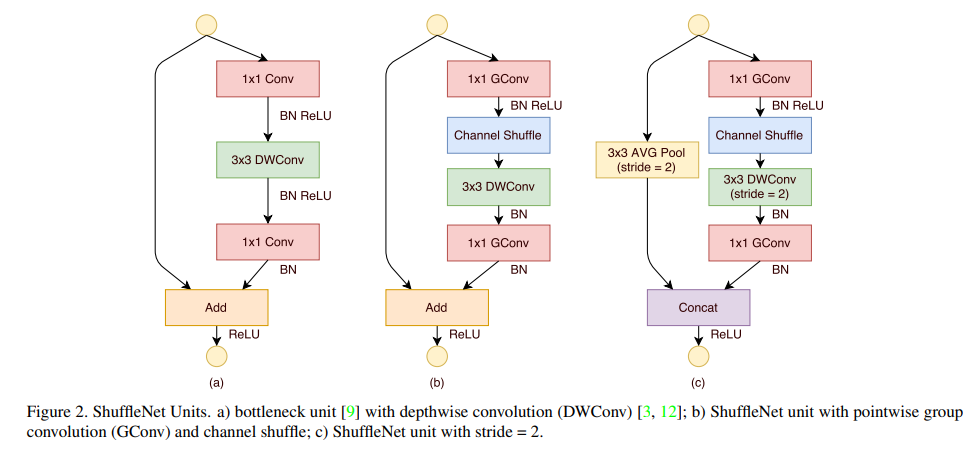 1x1 Conv
BN ReLU
3x3 DWConv
BN ReLU
1x1 Conv
BN
Add
ReLU
(a)
1x1 GConv
BN ReLU
Channel Shuffle
3x3 DWConv
BN
1x1 GConv
BN
Add
ReLU
(b)
1x1 GConv
BN ReLU
Channel Shuffle
3x3 AVG Pool
(stride = 2)
3x3 DWConv
(stride = 2)
BN
1x1 GConv
BN
Concat
ReLU
(c)
Figure 2. ShuffleNet Units. a) bottleneck unit [9] with depthwise convolution (DWConv) [3, 12]; b) ShuffleNet unit with pointwise group
convolution (GConv) and channel shuffle; c) ShuffleNet unit with stride = 2.